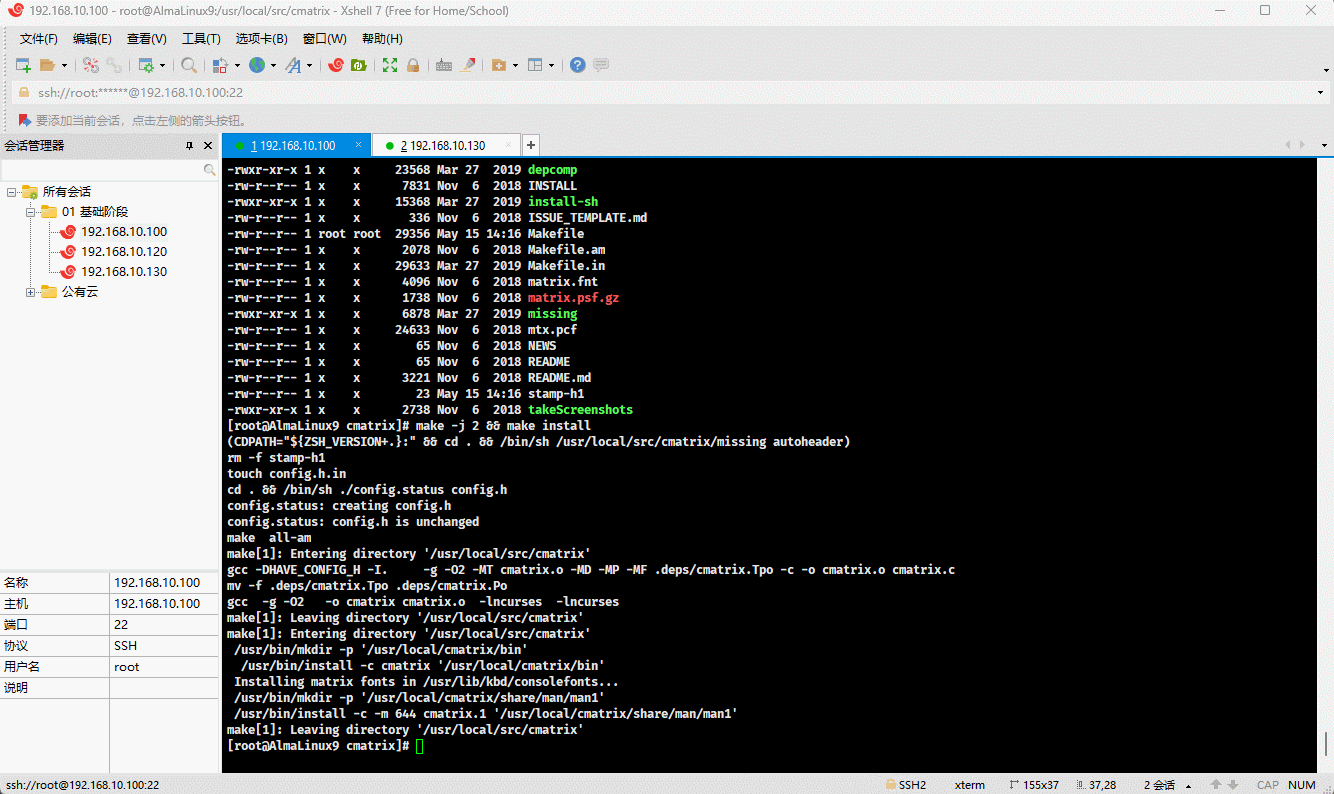 192.168.10.100 - root@AlmaLinux9:/usr/local/src/cmatrix - Xshell 7 (Free for Home/School)
文件(F) 编辑(E) 查看(V) 工具(T) 选项卡(B) 窗口(W) 帮助(H)
ssh://root:******@192.168.10.100:22
要添加当前会话，点击左侧的箭头按钮。
会话管理器
1 192.168.10.100
2 192.168.10.130
所有会话
01 基础阶段
192.168.10.100
192.168.10.120
192.168.10.130
公有云
名称 192.168.10.100
主机 192.168.10.100
端口 22
协议 SSH
用户名 root
说明
-rwxr-xr-x 1 x    x     23568 Mar 27  2019 depcomp
-rw-r--r-- 1 x    x      7831 Nov  6  2018 INSTALL
-rwxr-xr-x 1 x    x     15368 Mar 27  2019 install-sh
-rw-r--r-- 1 x    x       336 Nov  6  2018 ISSUE_TEMPLATE.md
-rw-r--r-- 1 root root  29356 May 15 14:16 Makefile
-rw-r--r-- 1 x    x      2078 Nov  6  2018 Makefile.am
-rw-r--r-- 1 x    x     29633 Mar 27  2019 Makefile.in
-rw-r--r-- 1 x    x      4096 Nov  6  2018 matrix.fnt
-rw-r--r-- 1 x    x      1738 Nov  6  2018 matrix.psf.gz
-rwxr-xr-x 1 x    x      6878 Mar 27  2019 missing
-rw-r--r-- 1 x    x     24633 Nov  6  2018 mtx.pcf
-rw-r--r-- 1 x    x        65 Nov  6  2018 NEWS
-rw-r--r-- 1 x    x        65 Nov  6  2018 README
-rw-r--r-- 1 x    x      3221 Nov  6  2018 README.md
-rw-r--r-- 1 x    x        23 May 15 14:16 stamp-h1
-rwxr-xr-x 1 x    x      2738 Nov  6  2018 takeScreenshots
[root@AlmaLinux9 cmatrix]# make -j 2 && make install
(CDPATH="${ZSH_VERSION+.}:" && cd . && /bin/sh /usr/local/src/cmatrix/missing autoheader)
rm -f stamp-h1
touch config.h.in
cd . && /bin/sh ./config.status config.h
config.status: creating config.h
config.status: config.h is unchanged
make  all-am
make[1]: Entering directory '/usr/local/src/cmatrix'
gcc -DHAVE_CONFIG_H -I.     -g -O2 -MT cmatrix.o -MD -MP -MF .deps/cmatrix.Tpo -c -o cmatrix.o cmatrix.c
mv -f .deps/cmatrix.Tpo .deps/cmatrix.Po
gcc  -g -O2   -o cmatrix cmatrix.o  -lncurses  -lncurses
make[1]: Leaving directory '/usr/local/src/cmatrix'
make[1]: Entering directory '/usr/local/src/cmatrix'
 /usr/bin/mkdir -p '/usr/local/cmatrix/bin'
  /usr/bin/install -c cmatrix '/usr/local/cmatrix/bin'
 Installing matrix fonts in /usr/lib/kbd/consolefonts...
 /usr/bin/mkdir -p '/usr/local/cmatrix/share/man/man1'
 /usr/bin/install -c -m 644 cmatrix.1 '/usr/local/cmatrix/share/man/man1'
make[1]: Leaving directory '/usr/local/src/cmatrix'
[root@AlmaLinux9 cmatrix]#
ssh://root@192.168.10.100:22 SSH2 xterm 155x37 37,28 2 会话 CAP NUM